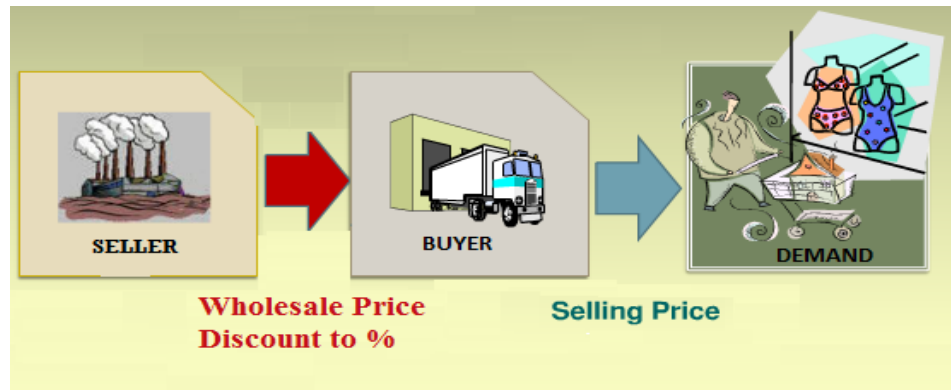 SELLER
BUYER
DEMAND
Wholesale Price
Discount to %
Selling Price